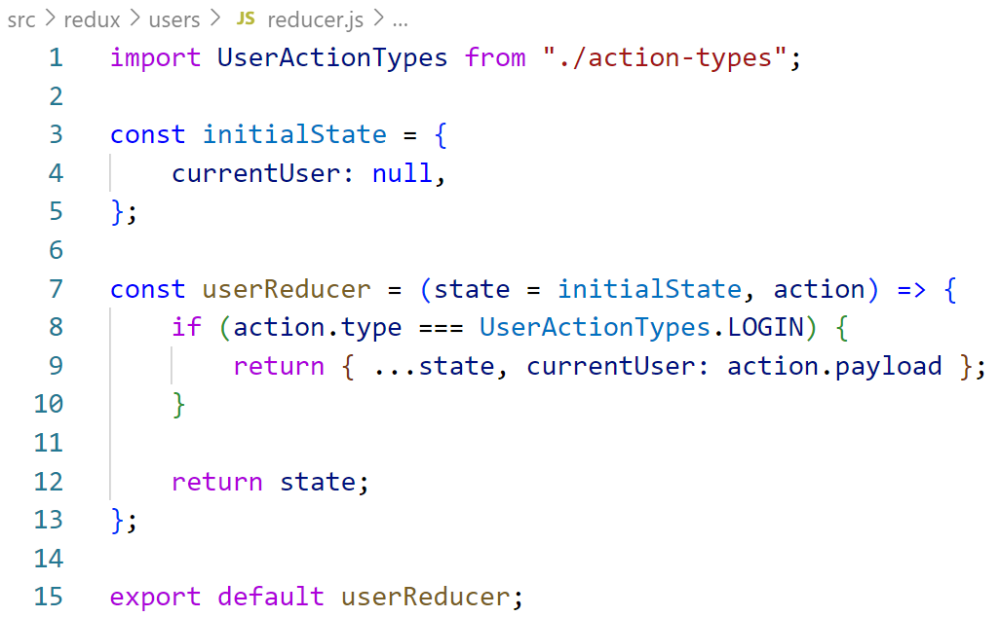 src > redux > users > JS reducer.js > ...
1 import UserActionTypes from "./action-types";
2
3 const initialState = {
4     currentUser: null,
5 };
6
7 const userReducer = (state = initialState, action) => {
8     if (action.type === UserActionTypes.LOGIN) {
9         return { ...state, currentUser: action.payload };
10     }
11
12     return state;
13 };
14
15 export default userReducer;